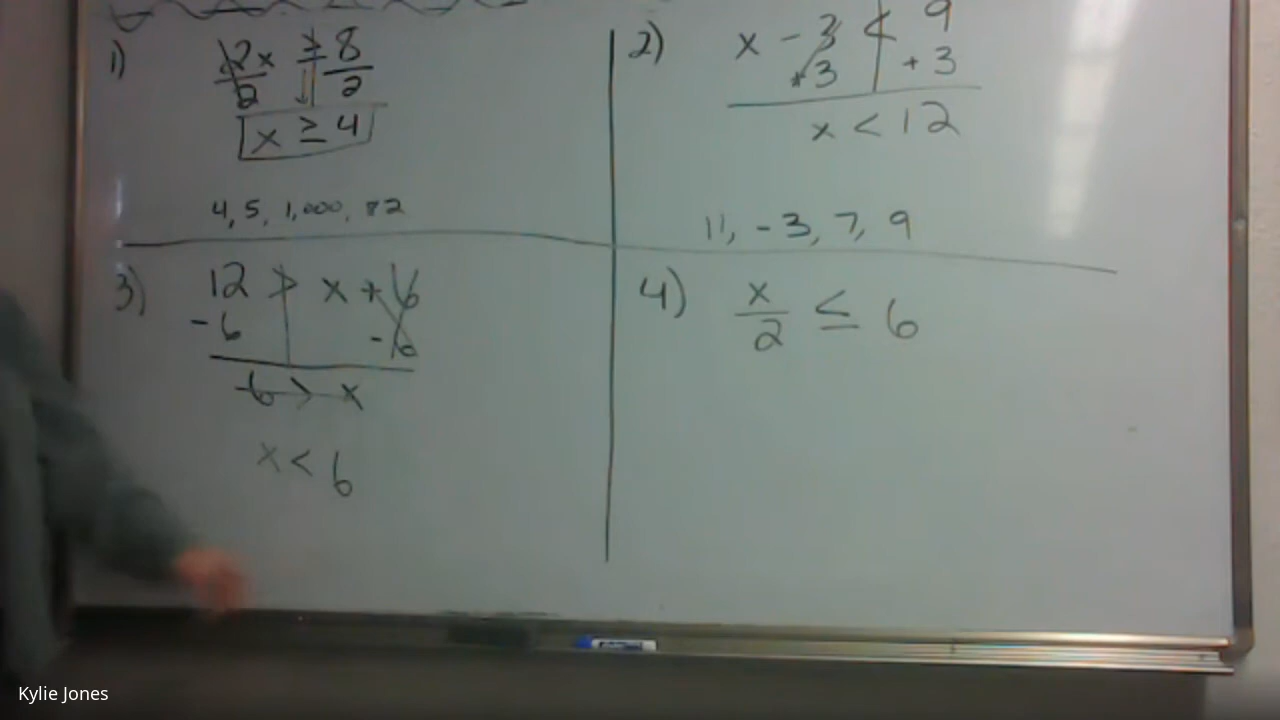 1)
2x ≥ 8
2 2
x ≥ 4
4, 5, 1,000, 82
2)
x - 3 < 9
+3 +3
x < 12
11, -3, 7, 9
3)
12 > x + 6
-6 -6
6 > x
x < 6
4)
x
2 ≤ 6
Kylie Jones